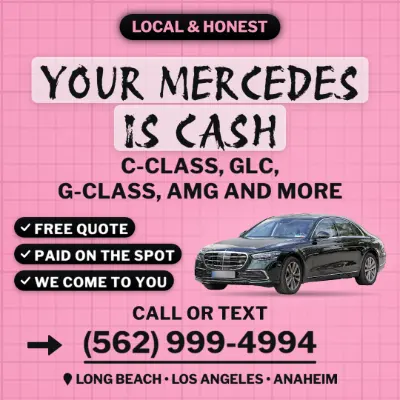 LOCAL & HONEST
YOUR MERCEDES
IS CASH
C-CLASS, GLC,
G-CLASS, AMG AND MORE
✓ FREE QUOTE
✓ PAID ON THE SPOT
✓ WE COME TO YOU
CALL OR TEXT
→ (562) 999-4994
LONG BEACH • LOS ANGELES • ANAHEIM